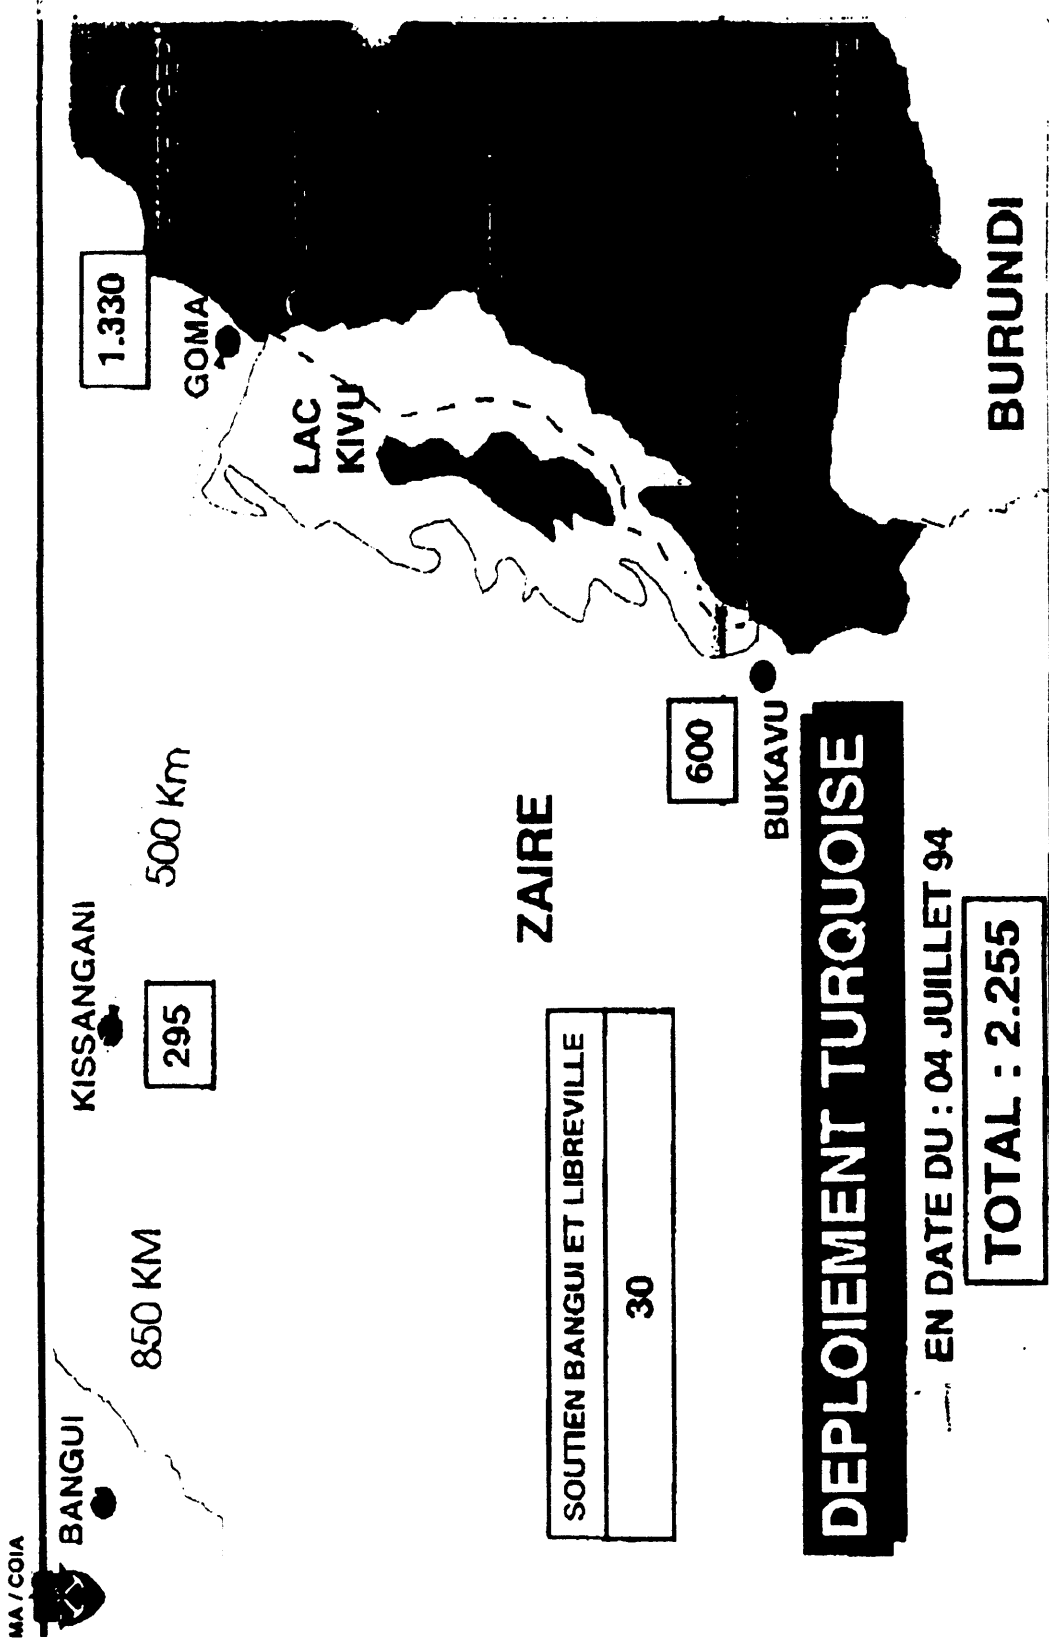 MA / COIA
BANGUI
850 KM
KISSANGANI
295
500 Km
1.330
GOMA
LAC
KIVU
ZAIRE
600
BUKAVU
BURUNDI
SOUTIEN BANGUI ET LIBREVILLE
30
DEPLOIEMENT TURQUOISE
EN DATE DU : 04 JUILLET 94
TOTAL : 2.255